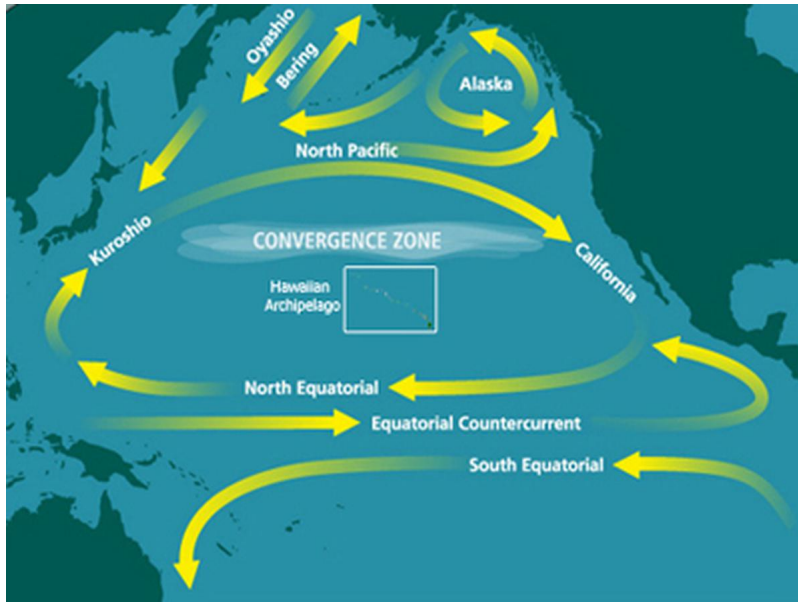 Oyashio
Bering
Alaska
North Pacific
Kuroshio
CONVERGENCE ZONE
California
Hawaiian
Archipelago
North Equatorial
Equatorial Countercurrent
South Equatorial